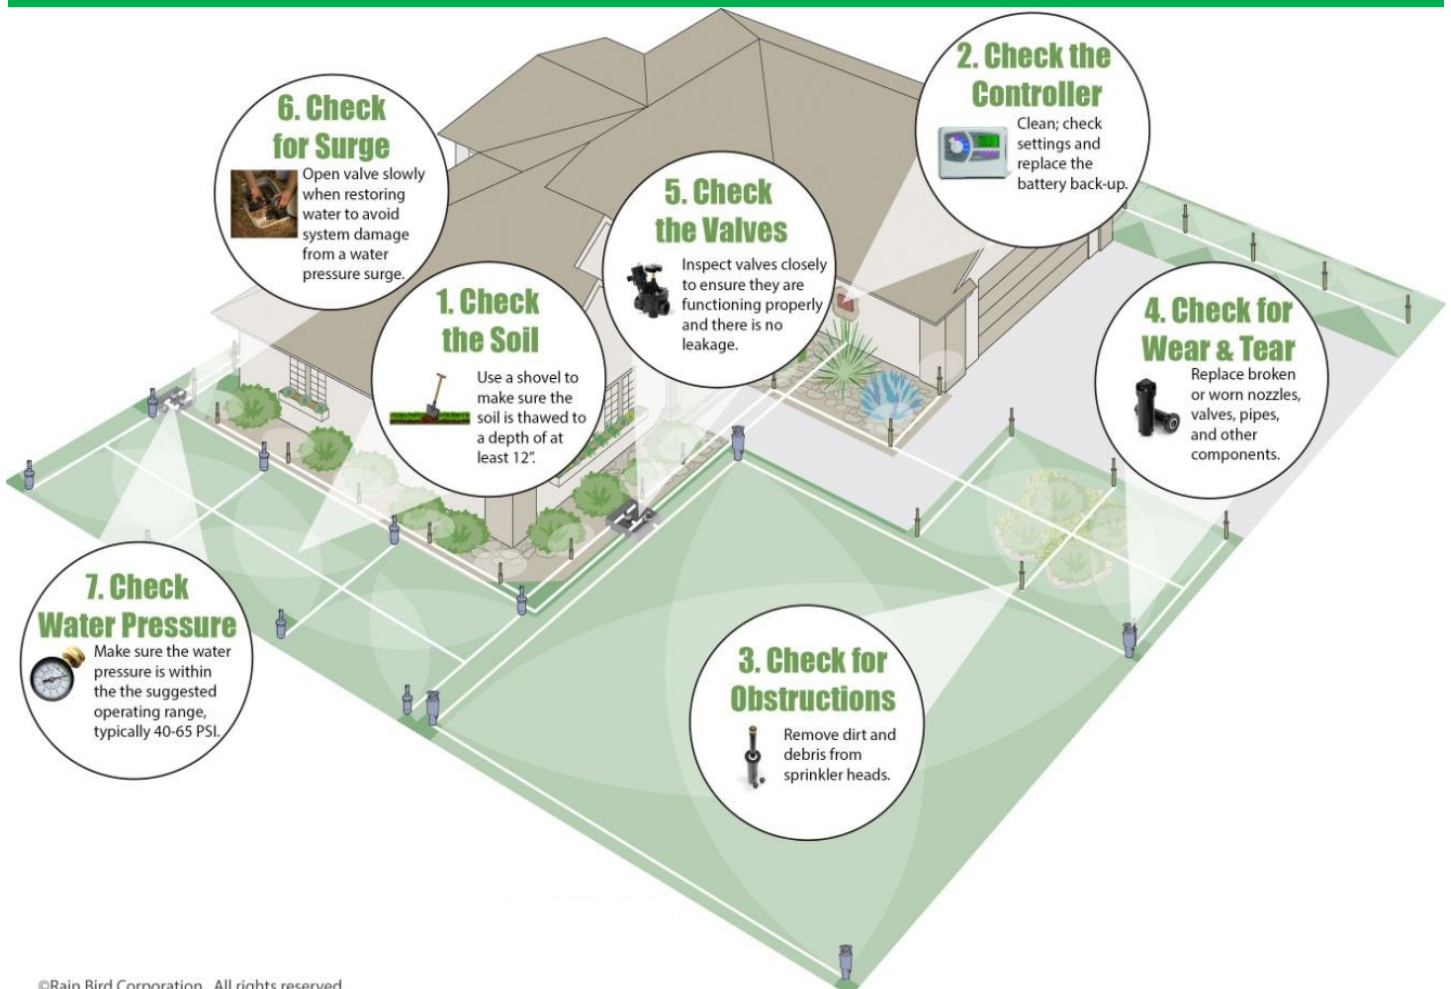 2. Check the
Controller
Clean; check
settings and
replace the
battery back-up.
6. Check
for Surge
Open valve slowly
when restoring
water to avoid
system damage
from a water
pressure surge.
5. Check
the Valves
Inspect valves closely
to ensure they are
functioning properly
and there is no
leakage.
1. Check
the Soil
Use a shovel to
make sure the
soil is thawed to
a depth of at
least 12".
4. Check for
Wear & Tear
Replace broken
or worn nozzles,
valves, pipes,
and other
components.
7. Check
Water Pressure
Make sure the water
pressure is within
the the suggested
operating range,
typically 40-65 PSI.
3. Check for
Obstructions
Remove dirt and
debris from
sprinkler heads.
©Rain Bird Corporation. All rights reserved